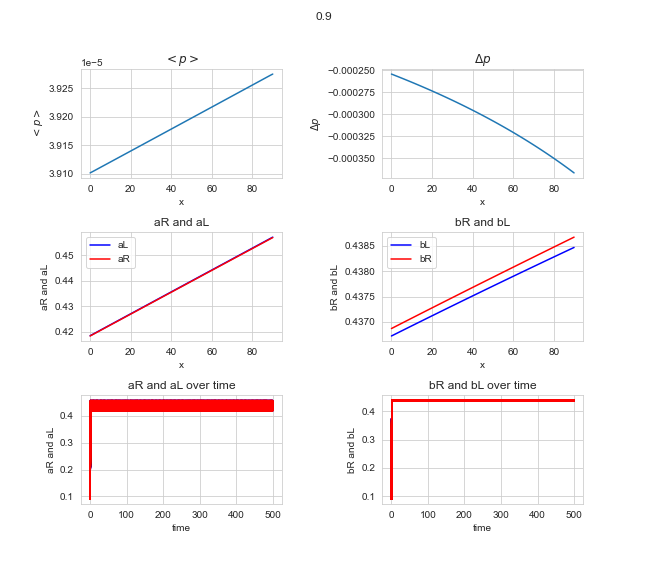 0.9
< p >
Δp
1e−5
3.925
3.920
3.915
3.910
< p >
0 20 40 60 80
x
−0.000250
−0.000275
−0.000300
−0.000325
−0.000350
Δp
0 20 40 60 80
x
aR and aL
bR and bL
aL
aR
0.45
0.44
0.43
0.42
aR and aL
0 20 40 60 80
x
bL
bR
0.4385
0.4380
0.4375
0.4370
bR and bL
0 20 40 60 80
x
aR and aL over time
bR and bL over time
0.4
0.3
0.2
0.1
aR and aL
0 100 200 300 400 500
time
0.4
0.3
0.2
0.1
bR and bL
0 100 200 300 400 500
time